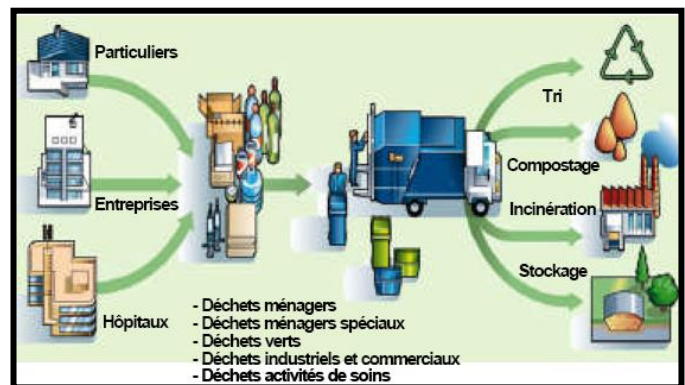 Particuliers
Entreprises
Hôpitaux
- Déchets ménagers
- Déchets ménagers spéciaux
- Déchets verts
- Déchets industriels et commerciaux
- Déchets activités de soins
Tri
Compostage
Incinération
Stockage